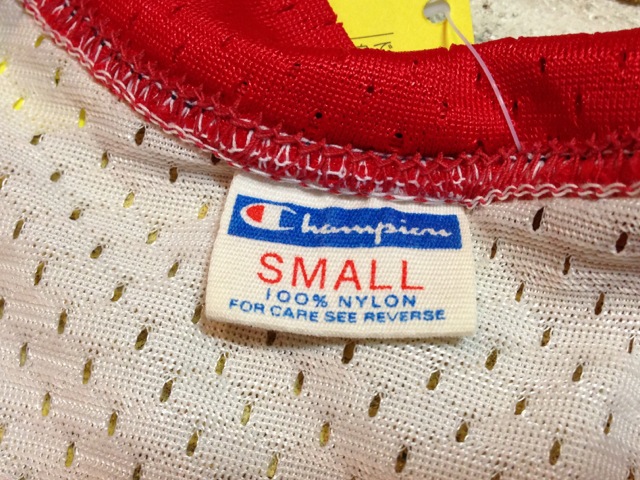 Champion
SMALL
100% NYLON
FOR CARE SEE REVERSE